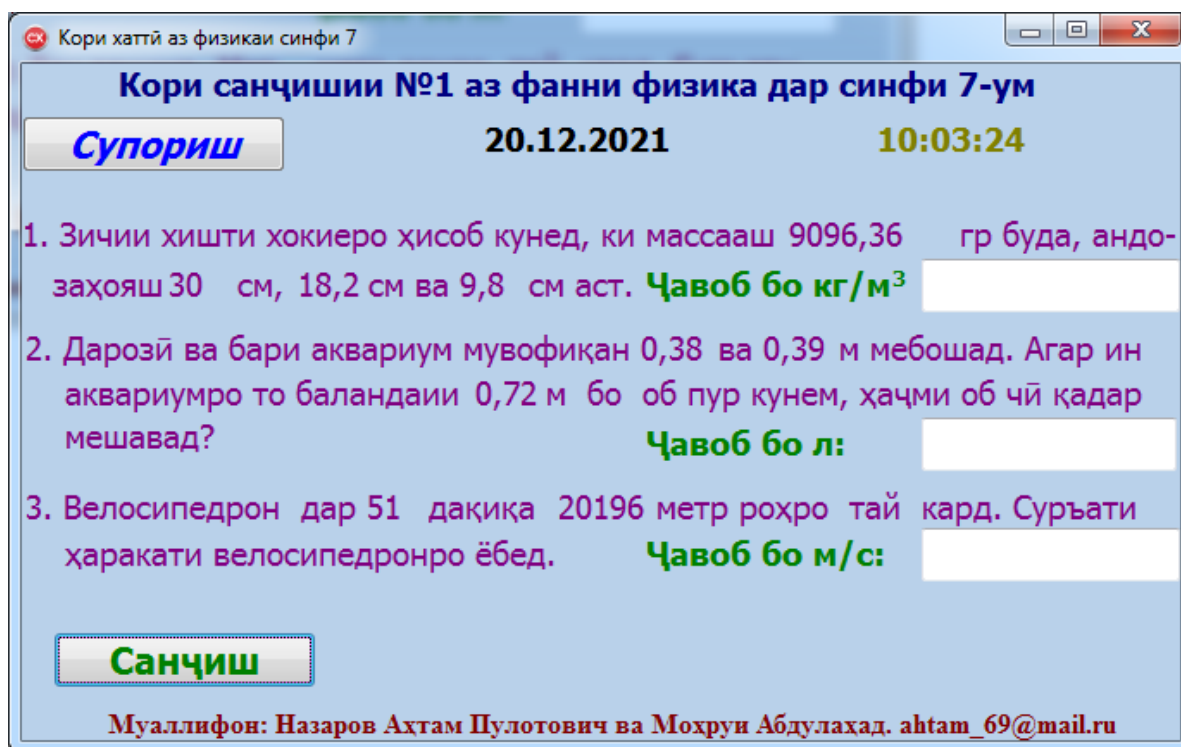 Кори хаттӣ аз физикаи синфи 7
Кори санҷишии №1 аз фанни физика дар синфи 7-ум
Супориш 20.12.2021 10:03:24
1. Зичии хишти хокиеро ҳисоб кунед, ки массааш 9096,36 гр буда, андо-
заҳояш 30 см, 18,2 см ва 9,8 см аст. Ҷавоб бо кг/м³
2. Дарозӣ ва бари аквариум мувофиқан 0,38 ва 0,39 м мебошад. Агар ин
аквариумро то баландаии 0,72 м бо об пур кунем, ҳаҷми об чӣ қадар
мешавад? Ҷавоб бо л:
3. Велосипедрон дар 51 дақиқа 20196 метр роҳро тай кард. Суръати
ҳаракати велосипедронро ёбед. Ҷавоб бо м/с:
Санҷиш
Муаллифон: Назаров Аҳтам Пулотович ва Моҳруи Абдулаҳад. ahtam_69@mail.ru